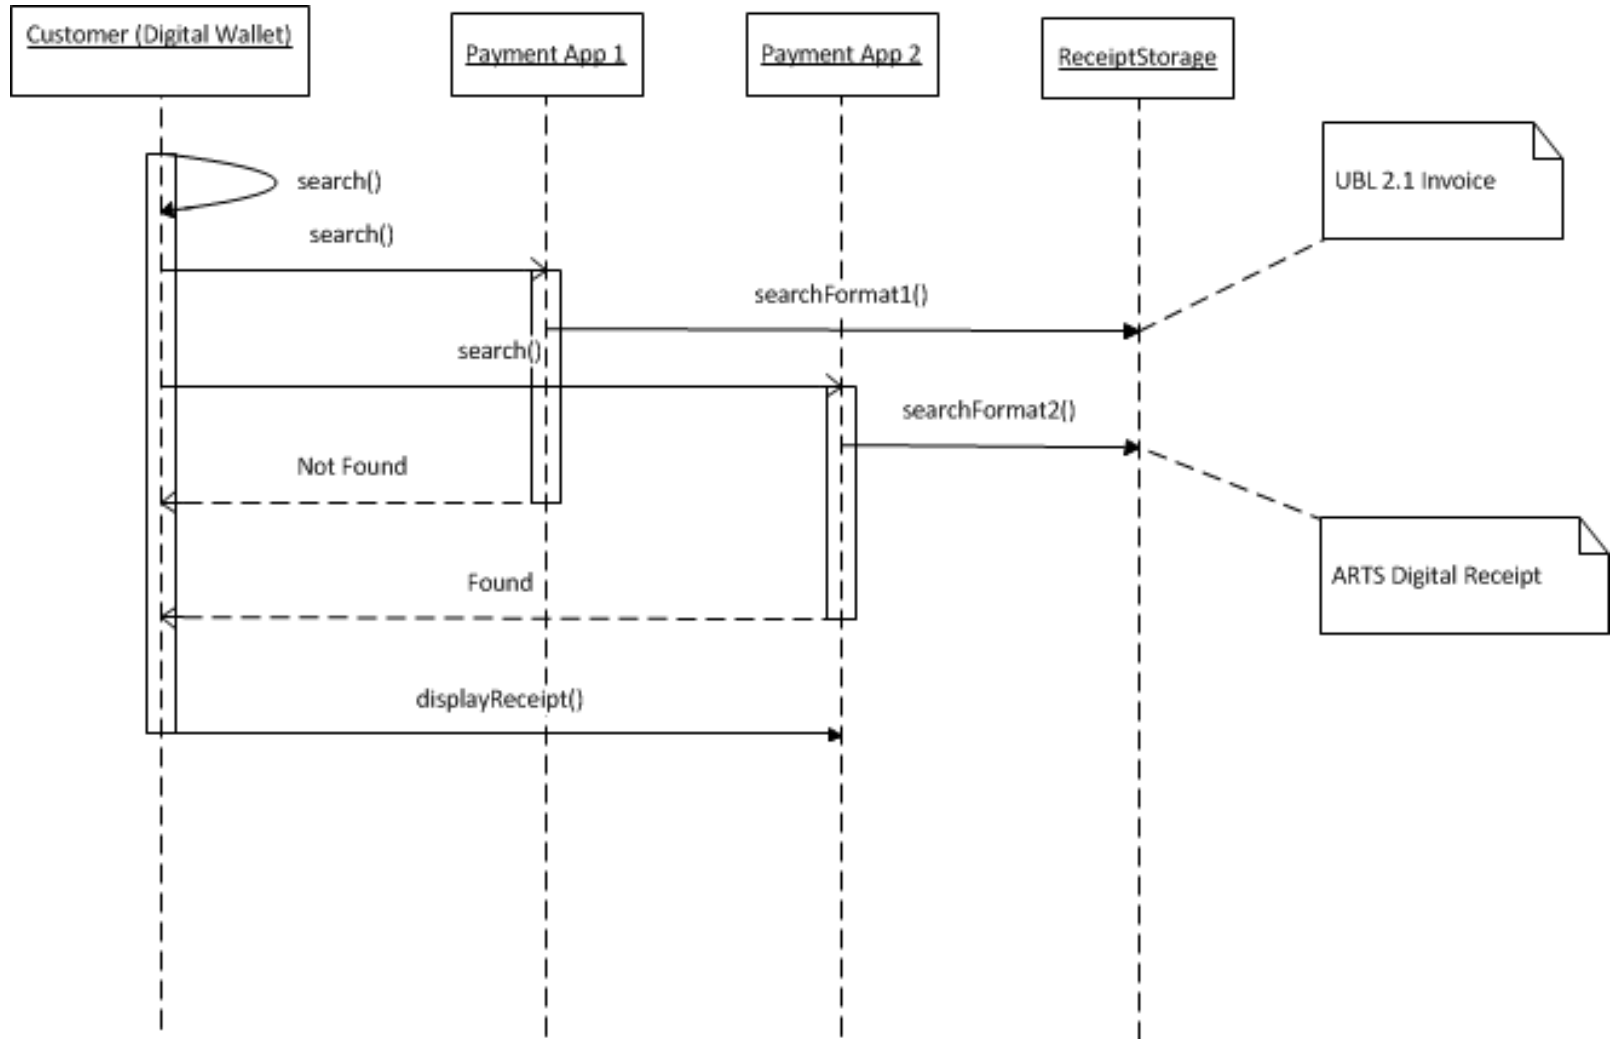 Customer (Digital Wallet)
Payment App 1
Payment App 2
ReceiptStorage
UBL 2.1 Invoice
search()
search()
searchFormat1()
search()
searchFormat2()
Not Found
ARTS Digital Receipt
Found
displayReceipt()